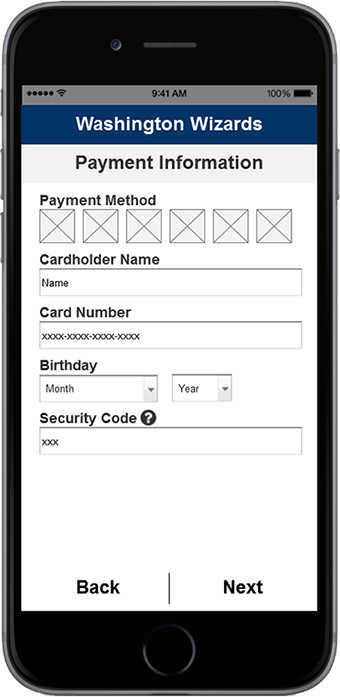 9:41 AM 100%
Washington Wizards
Payment Information
Payment Method
Cardholder Name
Name
Card Number
xxxx-xxxx-xxxx-xxxx
Birthday
Month Year
Security Code ?
xxx
Back Next